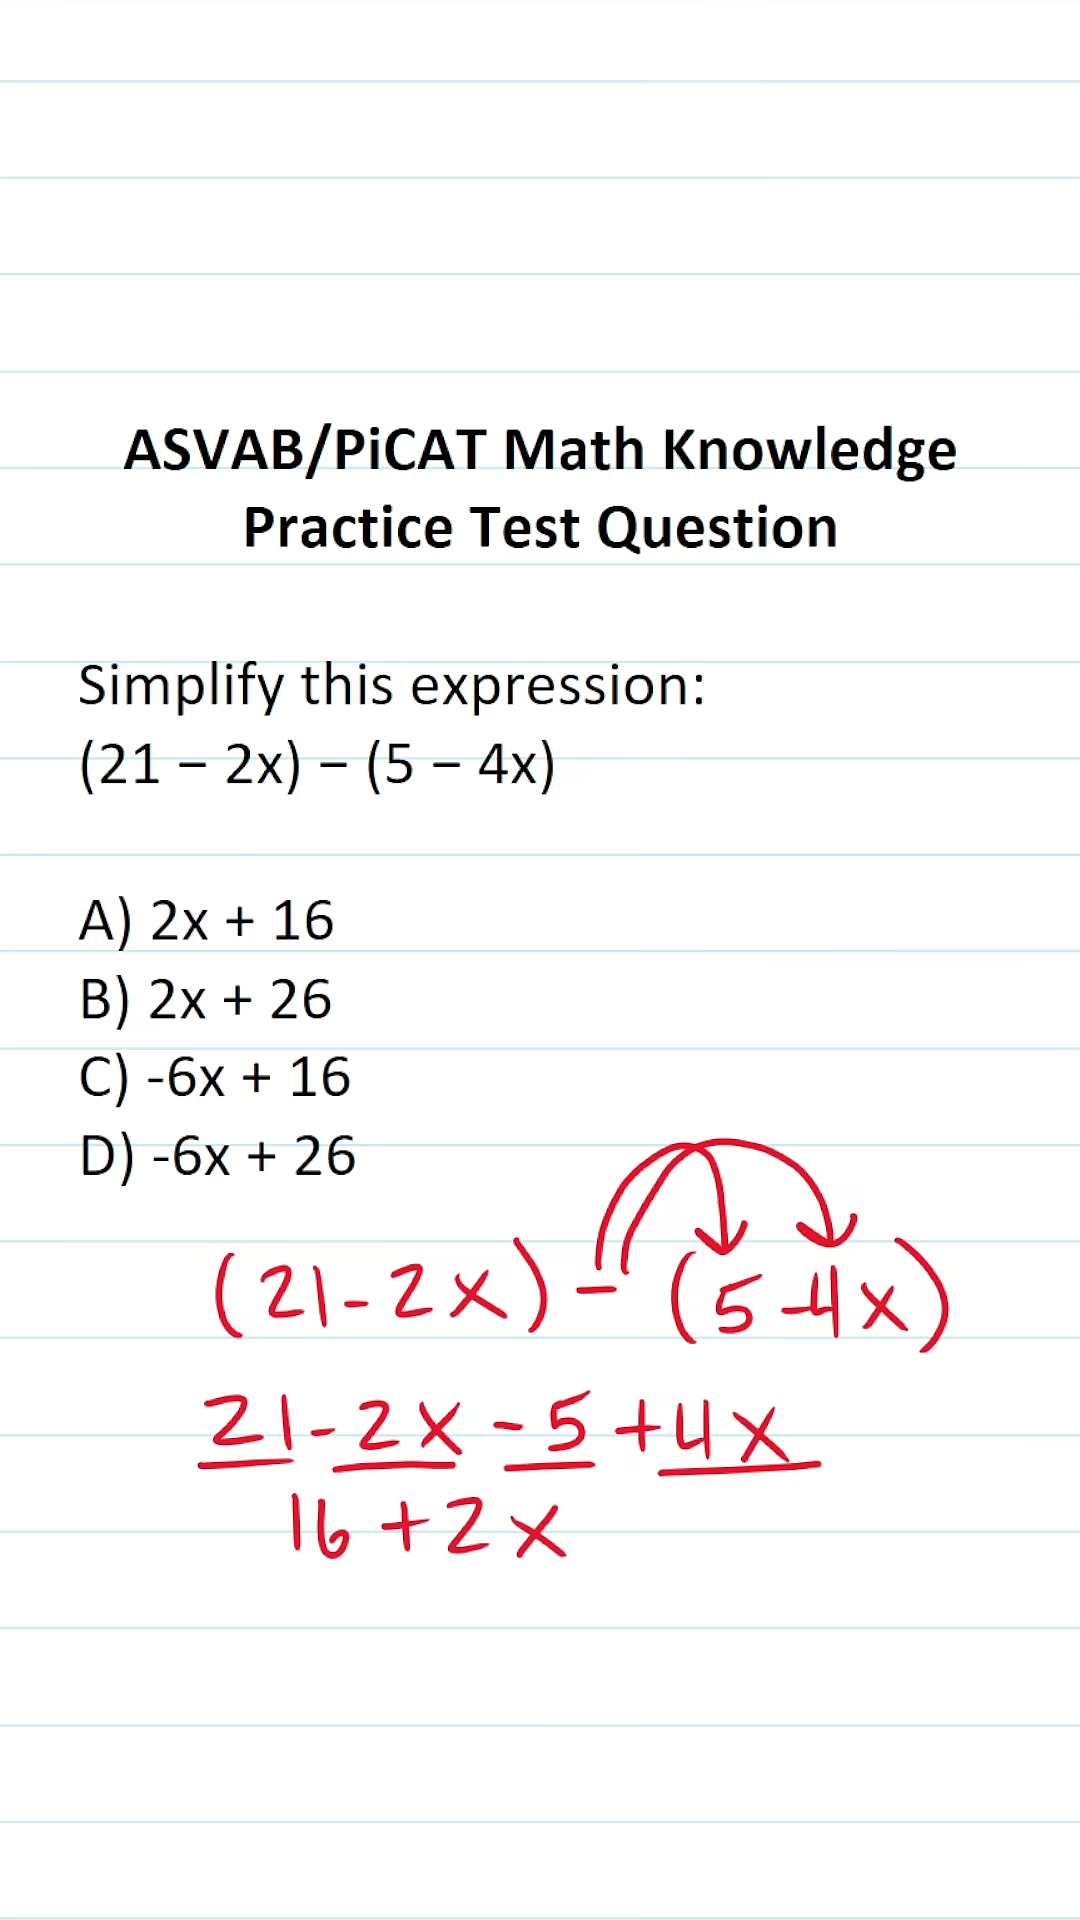 ASVAB/PiCAT Math Knowledge
Practice Test Question
Simplify this expression:
(21 – 2x) – (5 – 4x)
A) 2x + 16
B) 2x + 26
C) -6x + 16
D) -6x + 26
(21-2x) - (5-4x)
21-2x-5+4x
16+2x